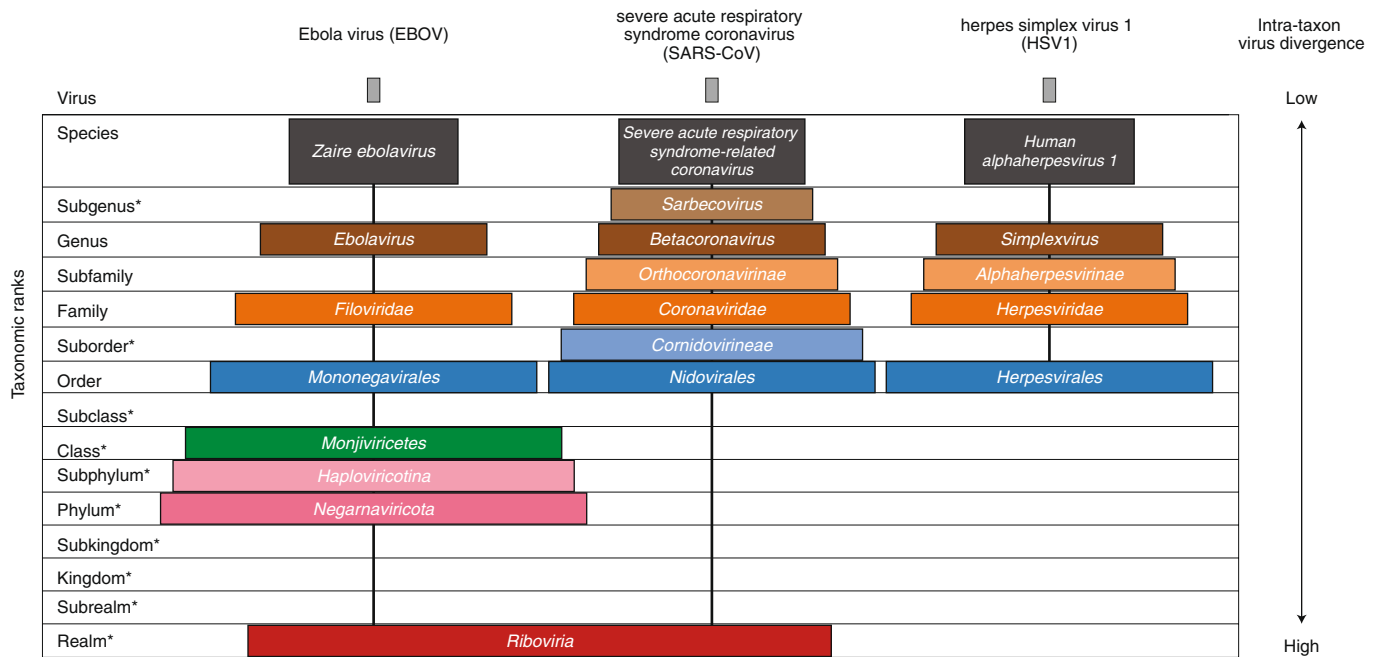 Ebola virus (EBOV)
severe acute respiratory
syndrome coronavirus
(SARS-CoV)
herpes simplex virus 1
(HSV1)
Intra-taxon
virus divergence
Virus
Low
Taxonomic ranks
Species
Zaire ebolavirus
Severe acute respiratory
syndrome-related
coronavirus
Human
alphaherpesvirus 1
Subgenus*
Sarbecovirus
Genus
Ebolavirus
Betacoronavirus
Simplexvirus
Subfamily
Orthocoronavirinae
Alphaherpesvirinae
Family
Filoviridae
Coronaviridae
Herpesviridae
Suborder*
Cornidovirineae
Order
Mononegavirales
Nidovirales
Herpesvirales
Subclass*
Class*
Monjiviricetes
Subphylum*
Haploviricotina
Phylum*
Negarnaviricota
Subkingdom*
Kingdom*
Subrealm*
Realm*
Riboviria
High